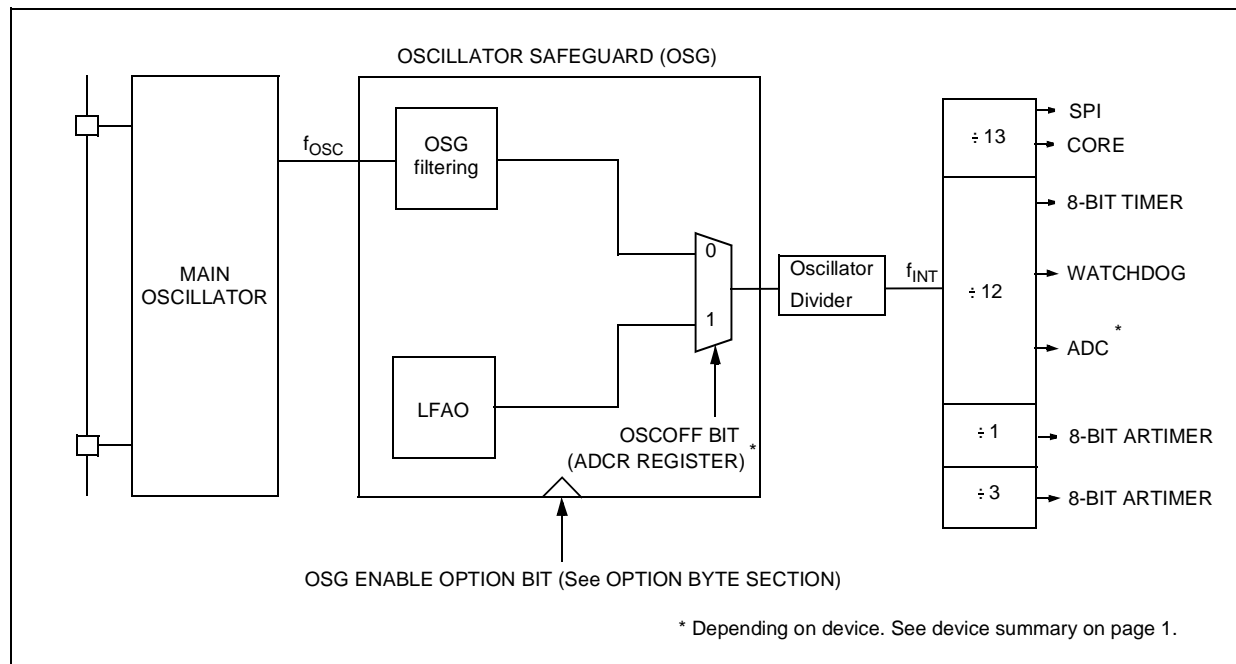 OSCILLATOR SAFEGUARD (OSG)
MAIN
OSCILLATOR
fOSC
OSG
filtering
LFAO
0
1
OSCOFF BIT
(ADCR REGISTER) *
Oscillator
Divider
fINT
÷ 13
÷ 12
÷ 1
÷ 3
SPI
CORE
8-BIT TIMER
WATCHDOG
ADC *
8-BIT ARTIMER
8-BIT ARTIMER
OSG ENABLE OPTION BIT (See OPTION BYTE SECTION)
* Depending on device. See device summary on page 1.